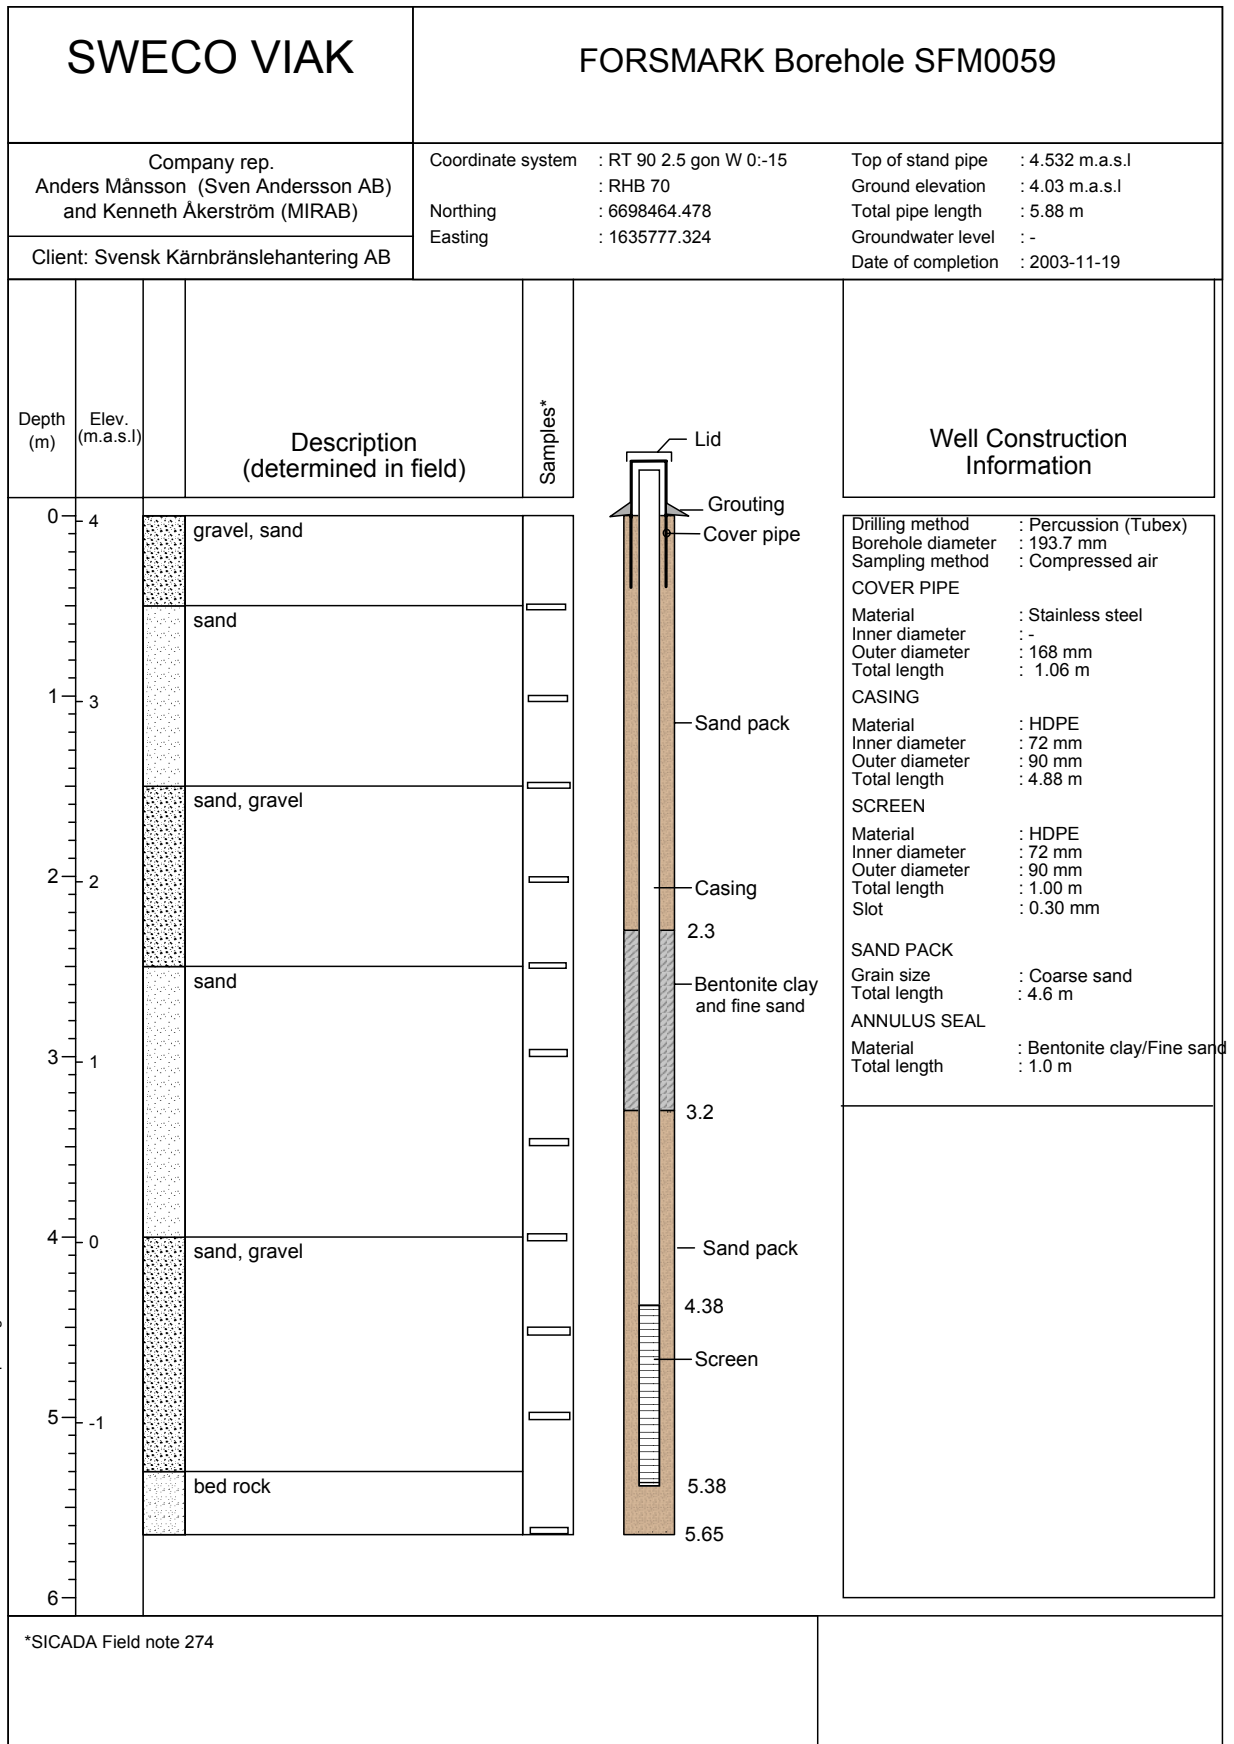 SWECO VIAK
FORSMARK Borehole SFM0059
Company rep.
Anders Månsson (Sven Andersson AB)
and Kenneth Åkerström (MIRAB)
Client: Svensk Kärnbränslehantering AB
Coordinate system : RT 90 2.5 gon W 0:-15
: RHB 70
Northing : 6698464.478
Easting : 1635777.324
Top of stand pipe : 4.532 m.a.s.l
Ground elevation : 4.03 m.a.s.l
Total pipe length : 5.88 m
Groundwater level : -
Date of completion : 2003-11-19
Depth
(m)
Elev.
(m.a.s.l)
Description
(determined in field)
Samples*
Well Construction
Information
0
1
2
3
4
5
6
4
3
2
1
0
-1
gravel, sand
sand
sand, gravel
sand
sand, gravel
bed rock
Lid
Grouting
Cover pipe
Sand pack
Casing
2.3
Bentonite clay
and fine sand
3.2
Sand pack
4.38
Screen
5.38
5.65
Drilling method : Percussion (Tubex)
Borehole diameter : 193.7 mm
Sampling method : Compressed air
COVER PIPE
Material : Stainless steel
Inner diameter : -
Outer diameter : 168 mm
Total length : 1.06 m
CASING
Material : HDPE
Inner diameter : 72 mm
Outer diameter : 90 mm
Total length : 4.88 m
SCREEN
Material : HDPE
Inner diameter : 72 mm
Outer diameter : 90 mm
Total length : 1.00 m
Slot : 0.30 mm
SAND PACK
Grain size : Coarse sand
Total length : 4.6 m
ANNULUS SEAL
Material : Bentonite clay/Fine sand
Total length : 1.0 m
*SICADA Field note 274